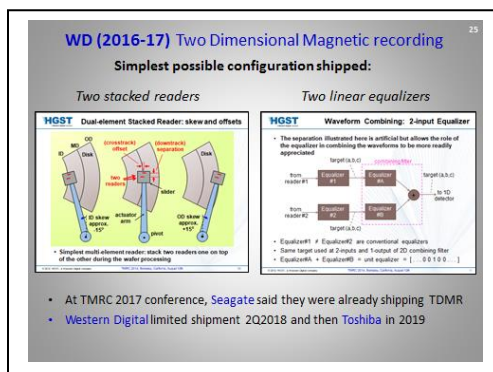 25
WD (2016-17) Two Dimensional Magnetic recording
Simplest possible configuration shipped:
Two stacked readers
Two linear equalizers
HGST
Dual-element Stacked Reader: skew and offsets
OD
MD
ID
Disk
(crosstrack)
offset
(downtrack)
separation
Disk
two
readers
slider
ID skew
approx.
-15°
actuator
arm
pivot
OD skew
approx.
15°
• Simplest multi-element reader: stack two readers one on top
of the other during the wafer processing
HGST
Waveform Combining: 2-input Equalizer
• The separation illustrated here is artificial but allows the role of
the equalizer in combining the waveforms to be more readily
appreciated
target (a,b,c)
combining filter
from
reader #1
Equalizer
#1
Equalizer
#A
target (a,b,c)
+
to 1D
detector
from
reader #2
Equalizer
#2
Equalizer
#B
target (a,b,c)
• Equalizer#1 ≠ Equalizer#2 are conventional equalizers
• Same target used at 2-inputs and 1-output of 2D combining filter
• Equalizer#A + Equalizer#B = unit equalizer = [ . . . 0 0 1 0 0 . . . ]
• At TMRC 2017 conference, Seagate said they were already shipping TDMR
• Western Digital limited shipment 2Q2018 and then Toshiba in 2019